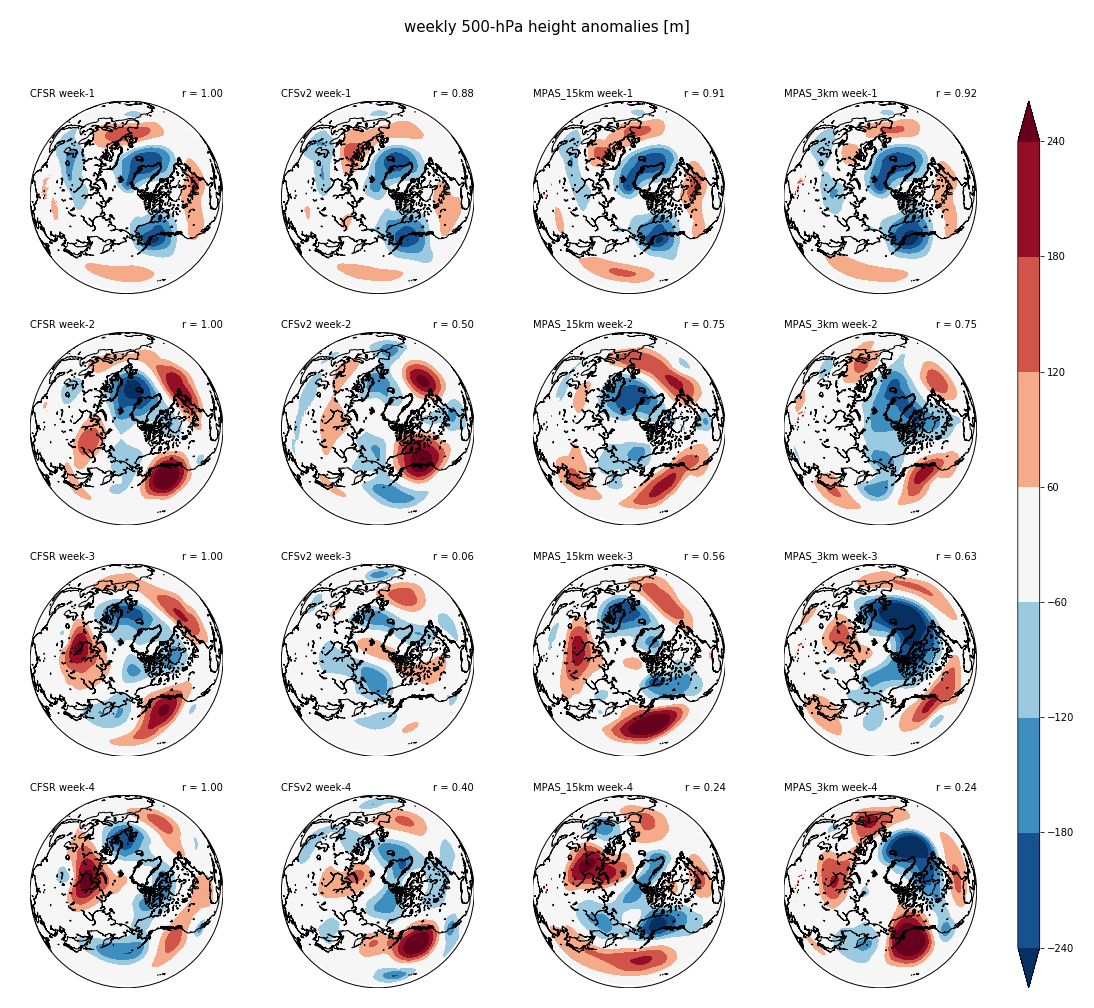 weekly 500-hPa height anomalies [m]
CFSR week-1 r = 1.00
CFSv2 week-1 r = 0.88
MPAS_15km week-1 r = 0.91
MPAS_3km week-1 r = 0.92
CFSR week-2 r = 1.00
CFSv2 week-2 r = 0.50
MPAS_15km week-2 r = 0.75
MPAS_3km week-2 r = 0.75
CFSR week-3 r = 1.00
CFSv2 week-3 r = 0.06
MPAS_15km week-3 r = 0.56
MPAS_3km week-3 r = 0.63
CFSR week-4 r = 1.00
CFSv2 week-4 r = 0.40
MPAS_15km week-4 r = 0.24
MPAS_3km week-4 r = 0.24
240
180
120
60
−60
−120
−180
−240